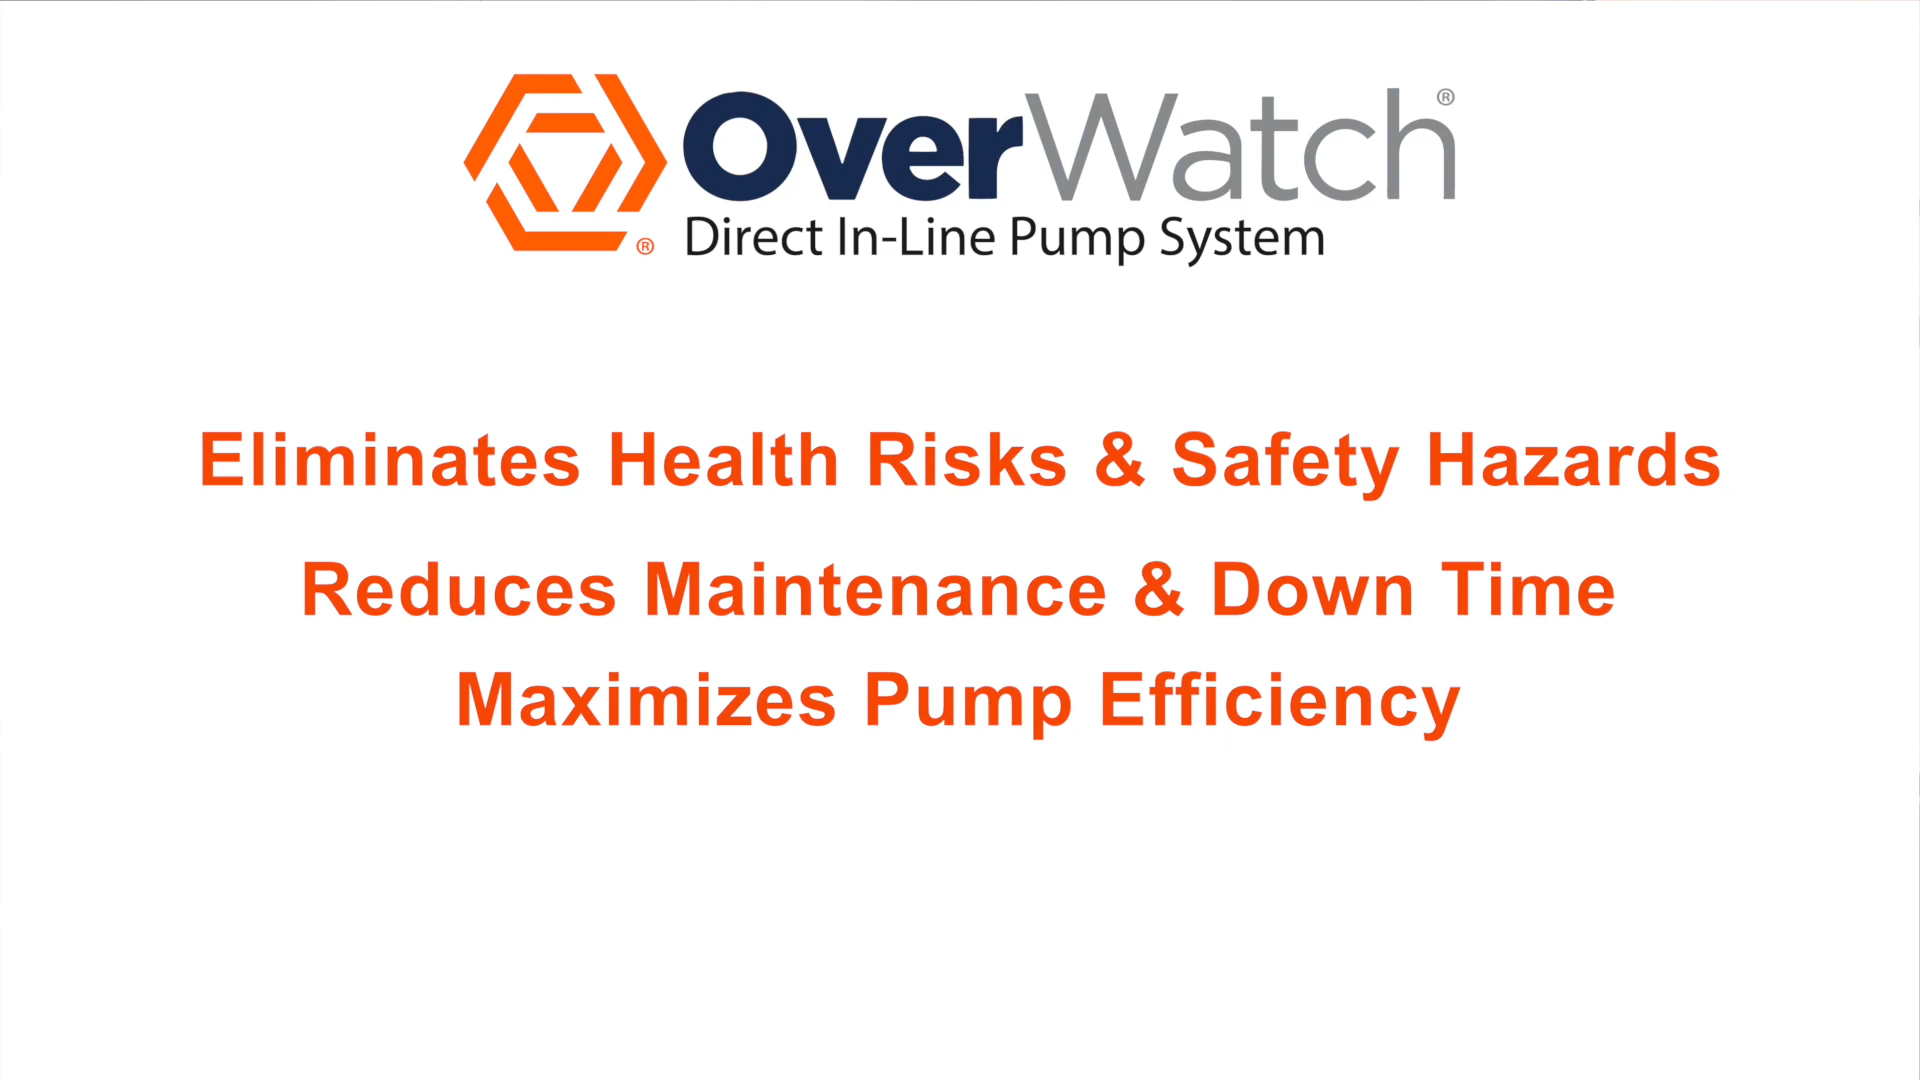 OverWatch®
Direct In-Line Pump System
®
Eliminates Health Risks & Safety Hazards
Reduces Maintenance & Down Time
Maximizes Pump Efficiency